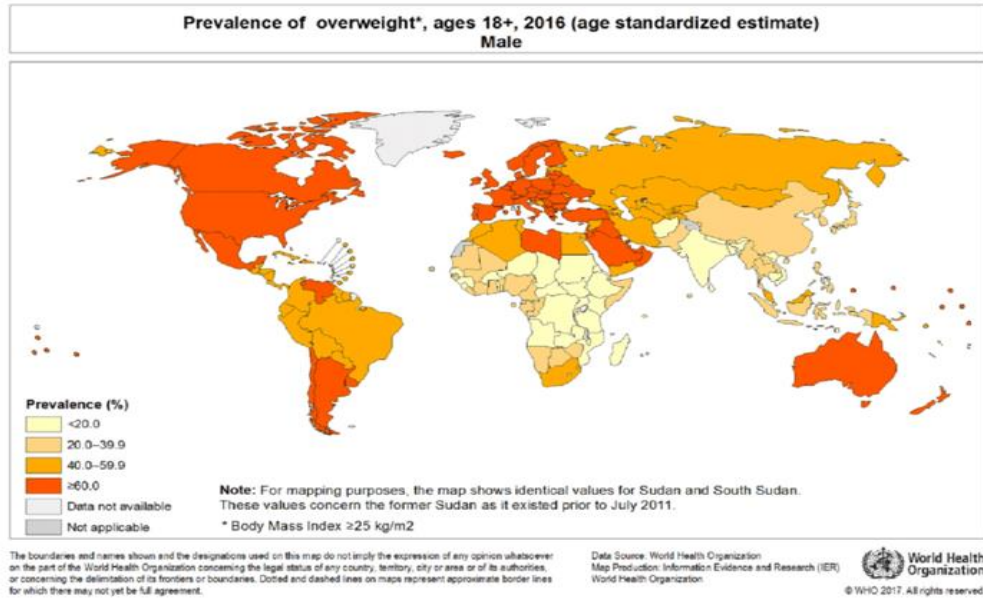 Prevalence of overweight*, ages 18+, 2016 (age standardized estimate)
Male
Prevalence (%)
<20.0
20.0–39.9
40.0–59.9
≥60.0
Data not available
Not applicable
Note: For mapping purposes, the map shows identical values for Sudan and South Sudan.
These values concern the former Sudan as it existed prior to July 2011.
* Body Mass Index ≥25 kg/m2
The boundaries and names shown and the designations used on this map do not imply the expression of any opinion whatsoever
on the part of the World Health Organization concerning the legal status of any country, territory, city or area or of its authorities,
or concerning the delimitation of its frontiers or boundaries. Dotted and dashed lines on maps represent approximate border lines
for which there may not yet be full agreement.
Data Source: World Health Organization
Map Production: Information Evidence and Research (IER)
World Health Organization
World Health
Organization
© WHO 2017. All rights reserved